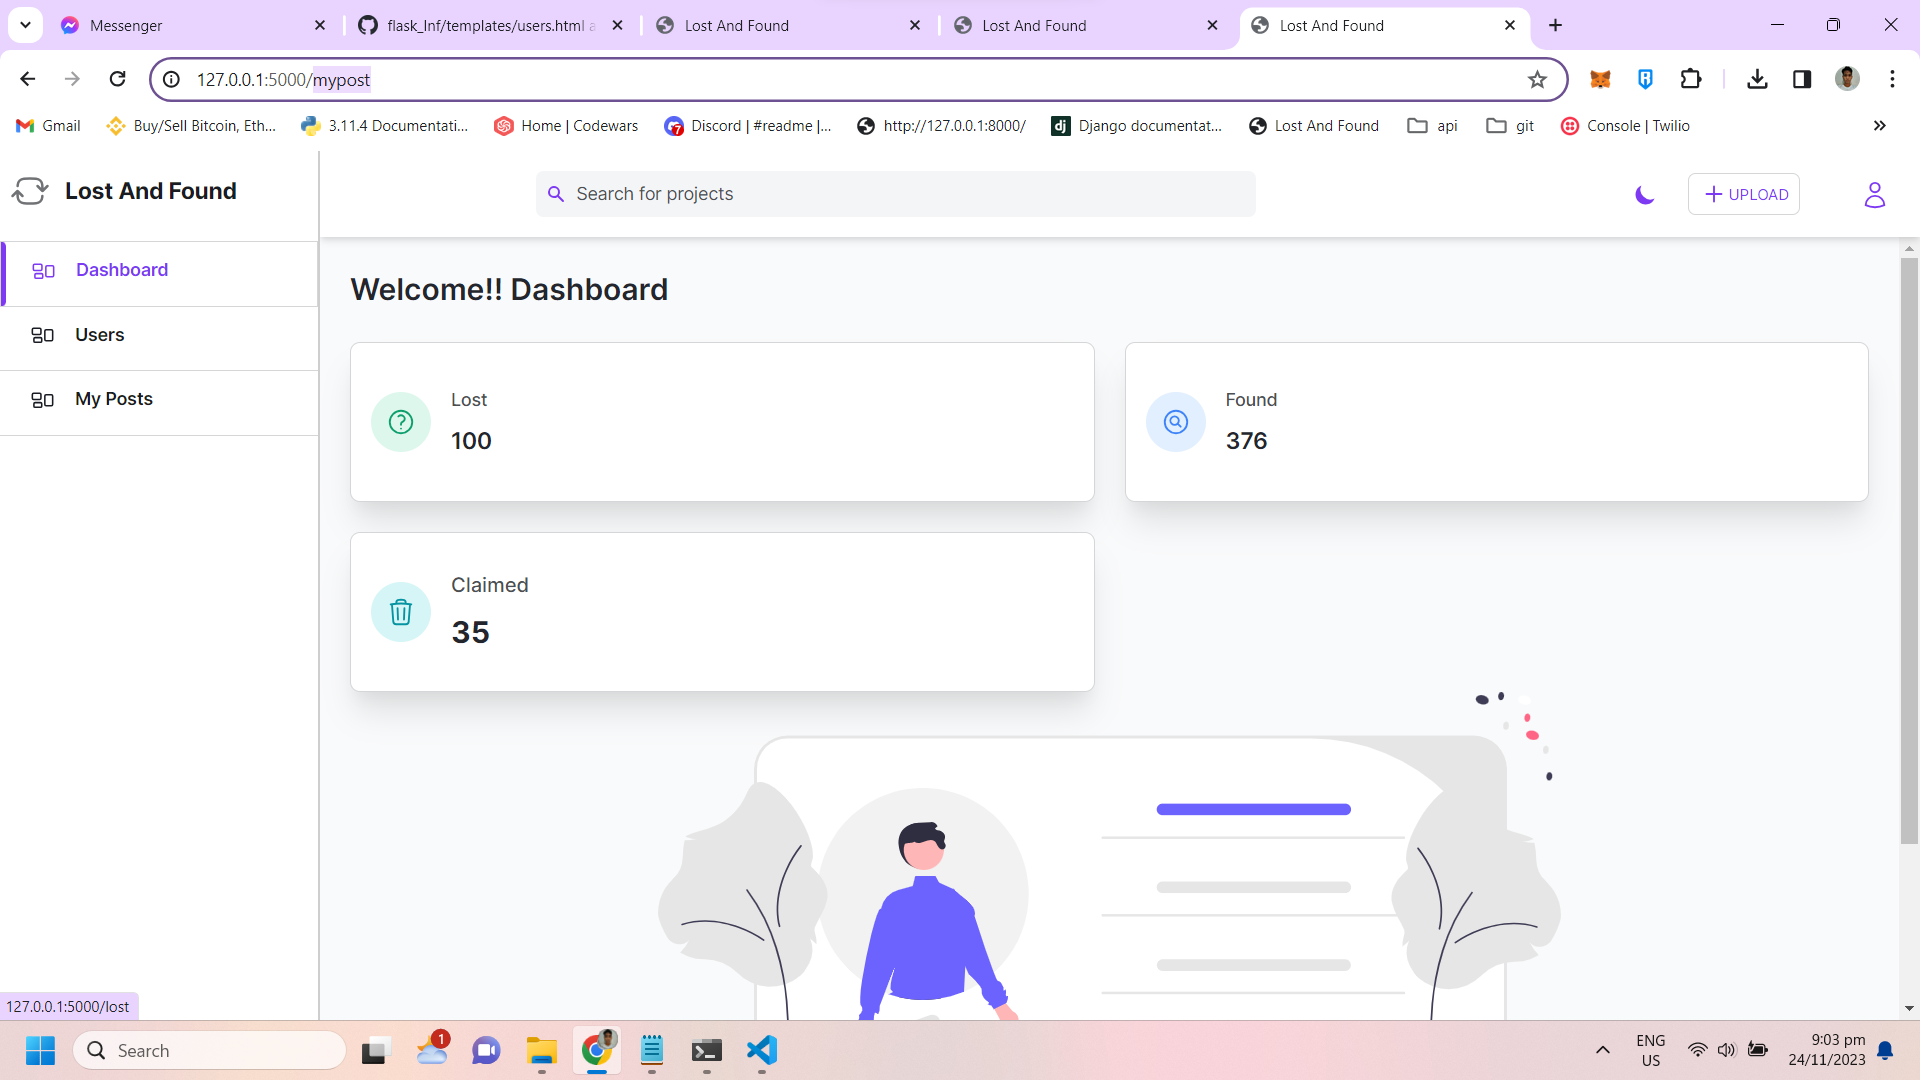 Messenger
flask_lnf/templates/users.html a
Lost And Found
Lost And Found
Lost And Found
127.0.0.1:5000/mypost
Gmail
Buy/Sell Bitcoin, Eth...
3.11.4 Documentati...
Home | Codewars
7
Discord | #readme |...
http://127.0.0.1:8000/
dj
Django documentat...
Lost And Found
api
git
Console | Twilio
Lost And Found
Search for projects
UPLOAD
Dashboard
Users
My Posts
Welcome!! Dashboard
Lost
100
Found
376
Claimed
35
127.0.0.1:5000/lost
Search
1
ENG
US
9:03 pm
24/11/2023